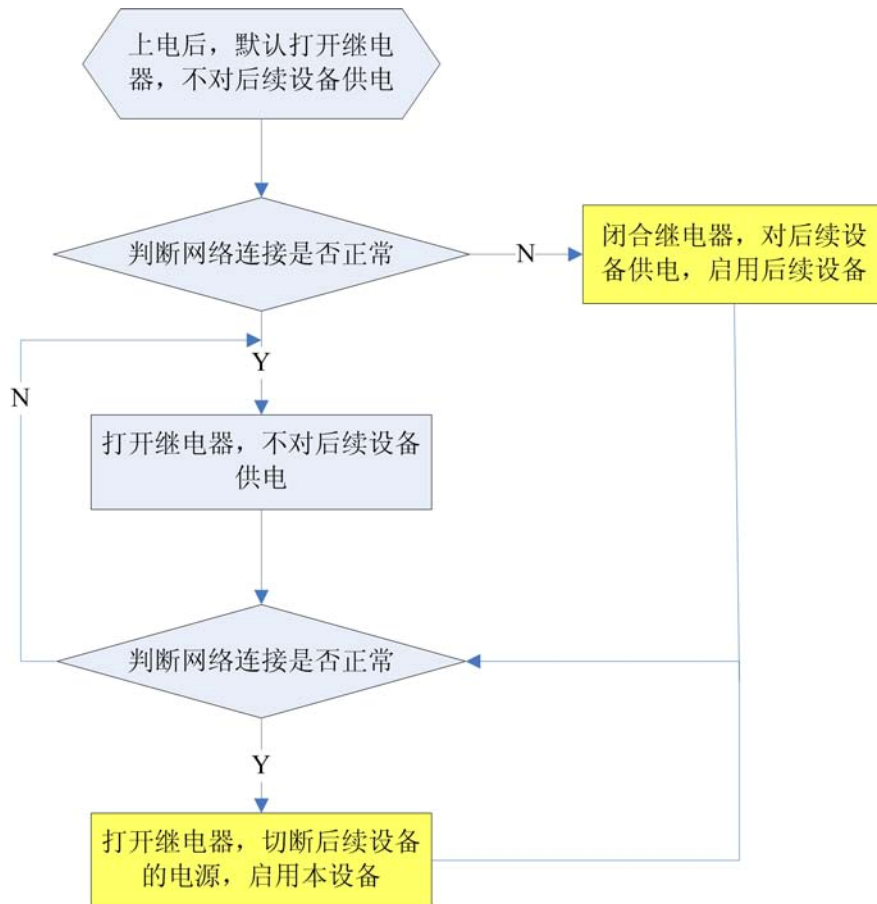 上电后，默认打开继电
器，不对后续设备供电
判断网络连接是否正常
N
闭合继电器，对后续设
备供电，启用后续设备
Y
N
打开继电器，不对后续设备
供电
判断网络连接是否正常
Y
打开继电器，切断后续设备
的电源，启用本设备